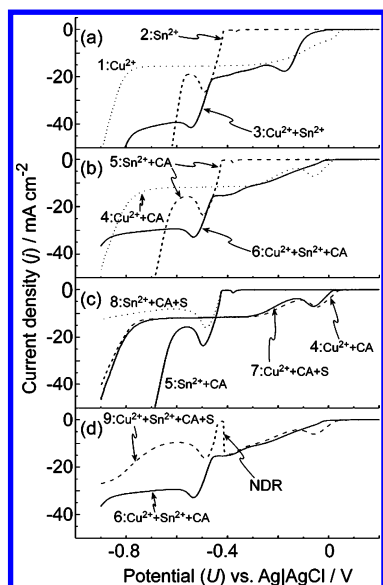 Current density (j) / mA cm⁻²
(a)
2:Sn²⁺
1:Cu²⁺
3:Cu²⁺+Sn²⁺
0
-20
-40
(b)
5:Sn²⁺+CA
4:Cu²⁺+CA
6:Cu²⁺+Sn²⁺+CA
0
-20
-40
(c)
8:Sn²⁺+CA+S
4:Cu²⁺+CA
7:Cu²⁺+CA+S
5:Sn²⁺+CA
0
-20
-40
(d)
9:Cu²⁺+Sn²⁺+CA+S
NDR
6:Cu²⁺+Sn²⁺+CA
0
-20
-40
-0.8 -0.4 0
Potential (U) vs. Ag|AgCl / V